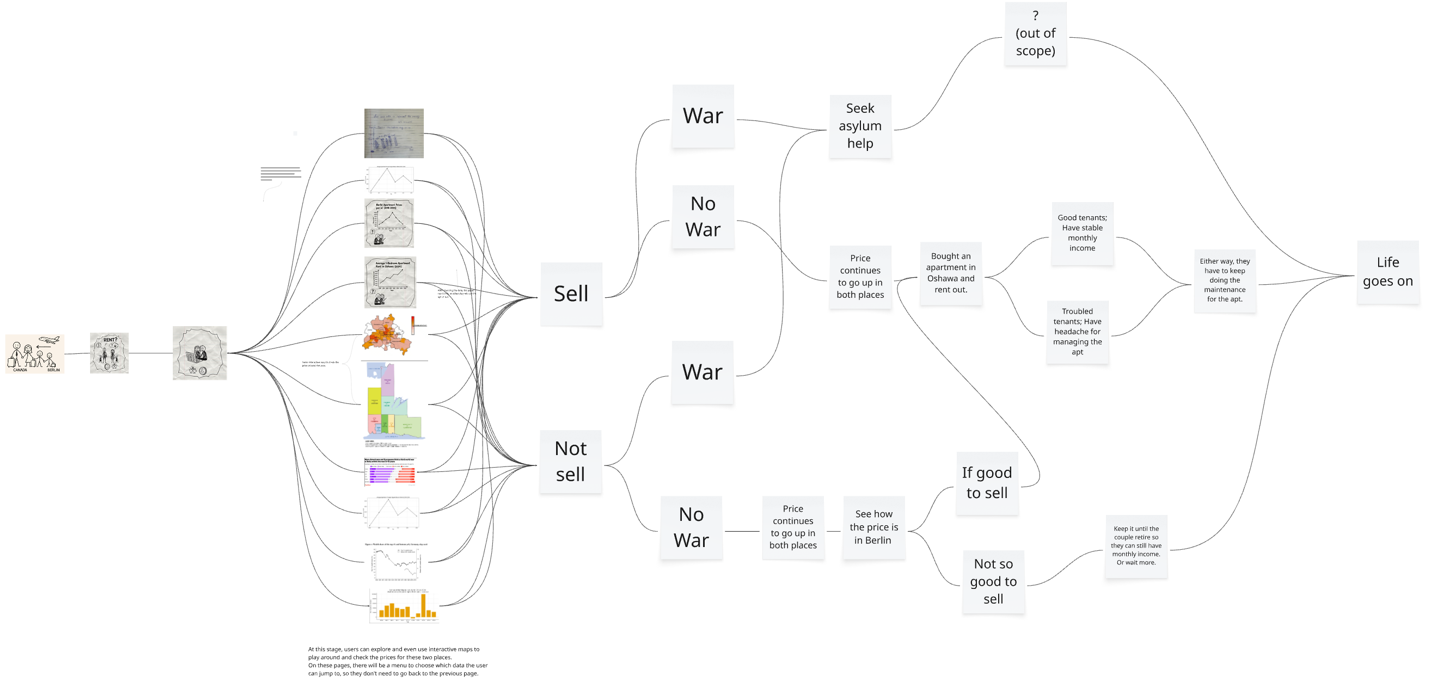 ?
(out of
scope)
War
Seek
asylum
help
No
War
Good tenants;
Have stable
monthly
income
Price
continues
to go up in
both places
Bought an
apartment in
Oshawa and
rent out.
Either way, they
have to keep
doing the
maintenance
for the apt.
Life
goes on
Sell
Troubled
tenants; Have
headache for
managing the
apt
RENT?
CANADA
BERLIN
War
Not
sell
If good
to sell
No
War
Price
continues
to go up in
both places
See how
the price is
in Berlin
Keep it until the
couple retire so
they can still have
monthly income.
Or wait more.
Not so
good to
sell
At this stage, users can explore and even use interactive maps to
play around and check the prices for these two places.
On these pages, there will be a menu to choose which data the user
can jump to, so they don't need to go back to the previous page.